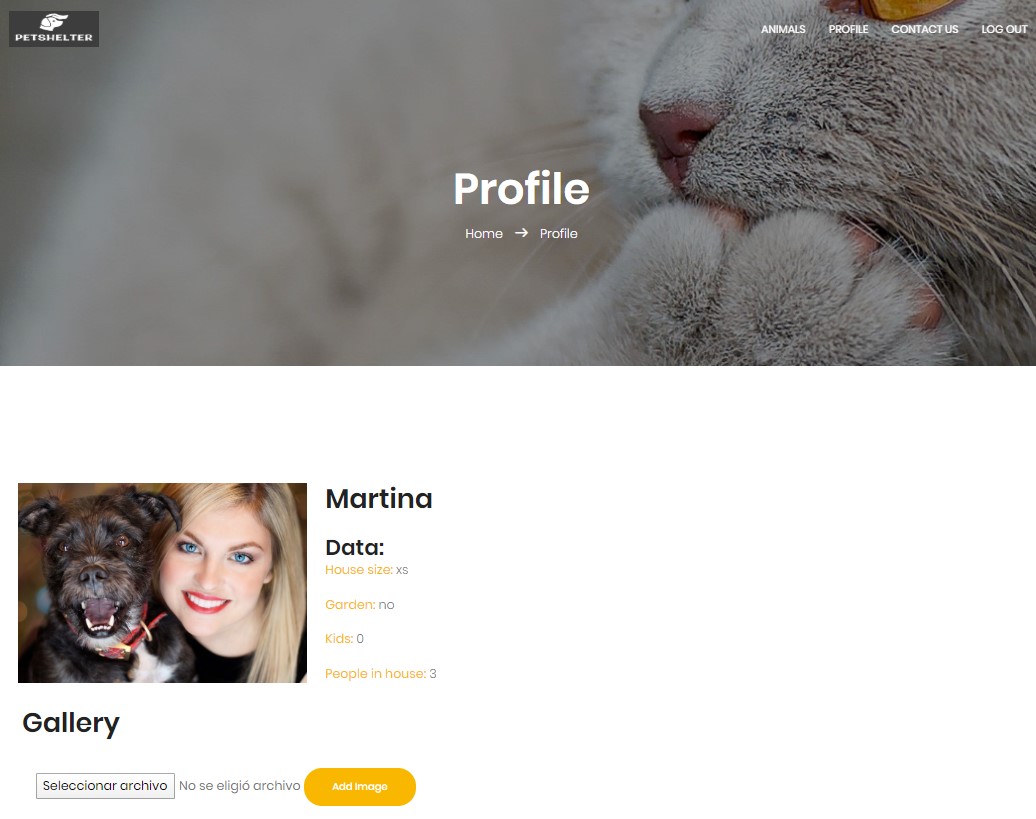 PETSHELTER
ANIMALS PROFILE CONTACT US LOG OUT
Profile
Home → Profile
Martina
Data:
House size: xs
Garden: no
Kids: 0
People in house: 3
Gallery
Seleccionar archivo No se eligió archivo Add Image